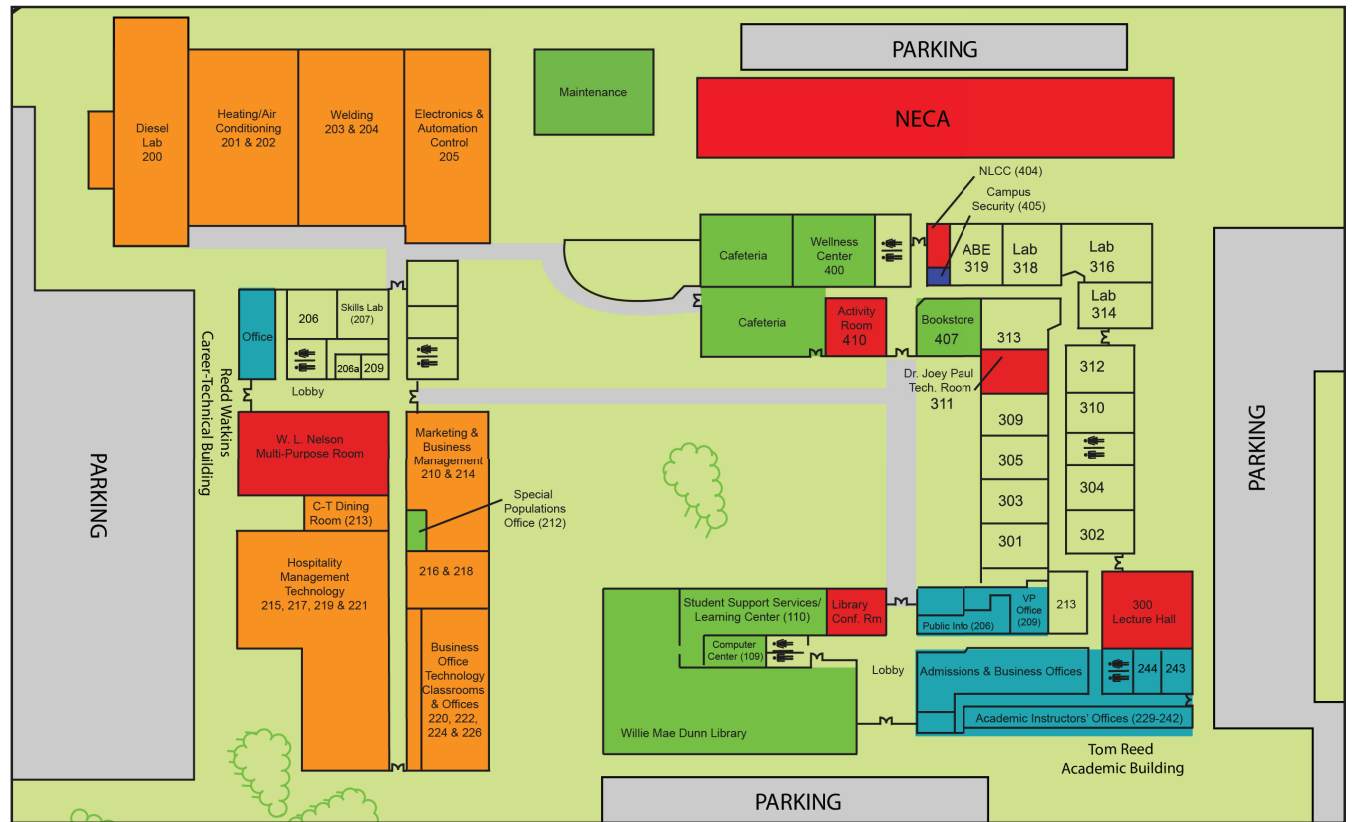 PARKING
NECA
Maintenance
Diesel
Lab
200
Heating/Air
Conditioning
201 & 202
Welding
203 & 204
Electronics &
Automation
Control
205
NLCC (404)
Campus
Security (405)
Cafeteria
Wellness
Center
400
ABE
319
Lab
318
Lab
316
Lab
314
Cafeteria
Activity
Room
410
Bookstore
407
313
Dr. Joey Paul
Tech. Room
311
312
310
309
305
304
303
302
301
Office
206
Skills Lab
(207)
206a
209
Lobby
Redd Watkins
Career-Technical Building
PARKING
W. L. Nelson
Multi-Purpose Room
C-T Dining
Room (213)
Hospitality
Management
Technology
215, 217, 219 & 221
Marketing &
Business
Management
210 & 214
Special
Populations
Office (212)
216 & 218
Business
Office
Technology
Classrooms
& Offices
220, 222,
224 & 226
Student Support Services/
Learning Center (110)
Library
Conf. Rm
Computer
Center (109)
Willie Mae Dunn Library
Lobby
Public Info (206)
VP
Office
(209)
213
300
Lecture Hall
Admissions & Business Offices
244
243
Academic Instructors' Offices (229-242)
Tom Reed
Academic Building
PARKING
PARKING